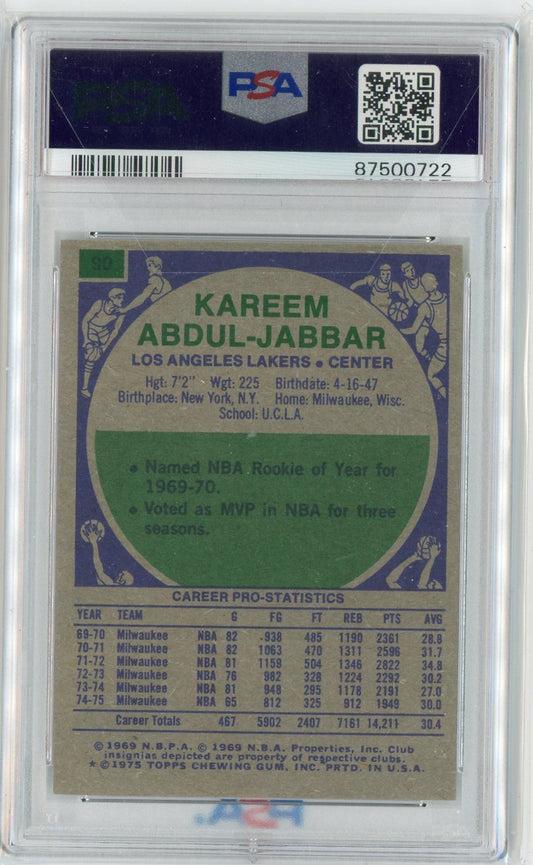 PSA
PSA
87500722
90
KAREEM
ABDUL-JABBAR
LOS ANGELES LAKERS • CENTER
Hgt: 7'2" Wgt: 225 Birthdate: 4-16-47
Birthplace: New York, N.Y. Home: Milwaukee, Wisc.
School: U.C.L.A.
• Named NBA Rookie of Year for
1969-70.
• Voted as MVP in NBA for three
seasons.
CAREER PRO-STATISTICS
YEAR TEAM G FG FT REB PTS AVG
69-70 Milwaukee NBA 82 938 485 1190 2361 28.8
70-71 Milwaukee NBA 82 1063 470 1311 2596 31.7
71-72 Milwaukee NBA 81 1159 504 1346 2822 34.8
72-73 Milwaukee NBA 76 982 328 1224 2292 30.2
73-74 Milwaukee NBA 81 948 295 1178 2191 27.0
74-75 Milwaukee NBA 65 812 325 912 1949 30.0
Career Totals 467 5902 2407 7161 14,211 30.4
© 1969 N.B.P.A. © 1969 N.B.A. Properties, Inc. Club
insignias depicted are property of respective clubs.
* © 1975 TOPPS CHEWING GUM, INC. PRTD. IN U.S.A.
PSA